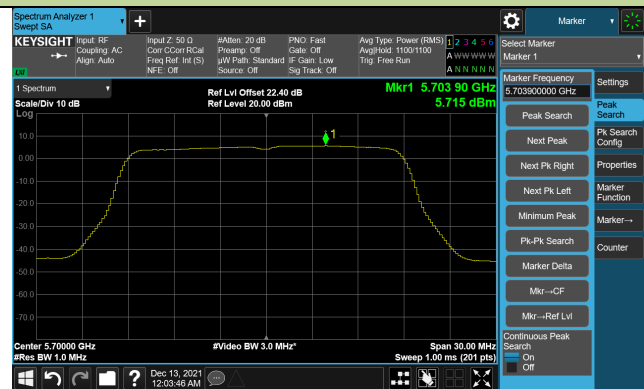 Spectrum Analyzer 1
Swept SA
Marker
KEYSIGHT
Input: RF
Coupling: AC
Align: Auto
Input Z: 50 Ω
Corr CCorr RCal
Freq Ref: Int (S)
NFE: Off
#Atten: 20 dB
Preamp: Off
µW Path: Standard
Source: Off
PNO: Fast
Gate: Off
IF Gain: Low
Sig Track: Off
Avg Type: Power (RMS)
Avg|Hold: 1100/1100
Trig: Free Run
1 2 3 4 5 6
A W W W W W
A N N N N N
LXI
Select Marker
Marker 1
1 Spectrum
Scale/Div 10 dB
Log
Ref Lvl Offset 22.40 dB
Ref Level 20.00 dBm
Mkr1 5.703 90 GHz
5.715 dBm
1
10.0
0.00
-10.0
-20.0
-30.0
-40.0
-50.0
-60.0
-70.0
Center 5.70000 GHz
#Res BW 1.0 MHz
#Video BW 3.0 MHz*
Span 30.00 MHz
Sweep 1.00 ms (201 pts)
Marker Frequency
5.703900000 GHz
Peak Search
Next Peak
Next Pk Right
Next Pk Left
Minimum Peak
Pk-Pk Search
Marker Delta
Mkr→CF
Mkr→Ref Lvl
Continuous Peak
Search
On
Off
Settings
Peak
Search
Pk Search
Config
Properties
Marker
Function
Marker→
Counter
?
Dec 13, 2021
12:03:46 AM